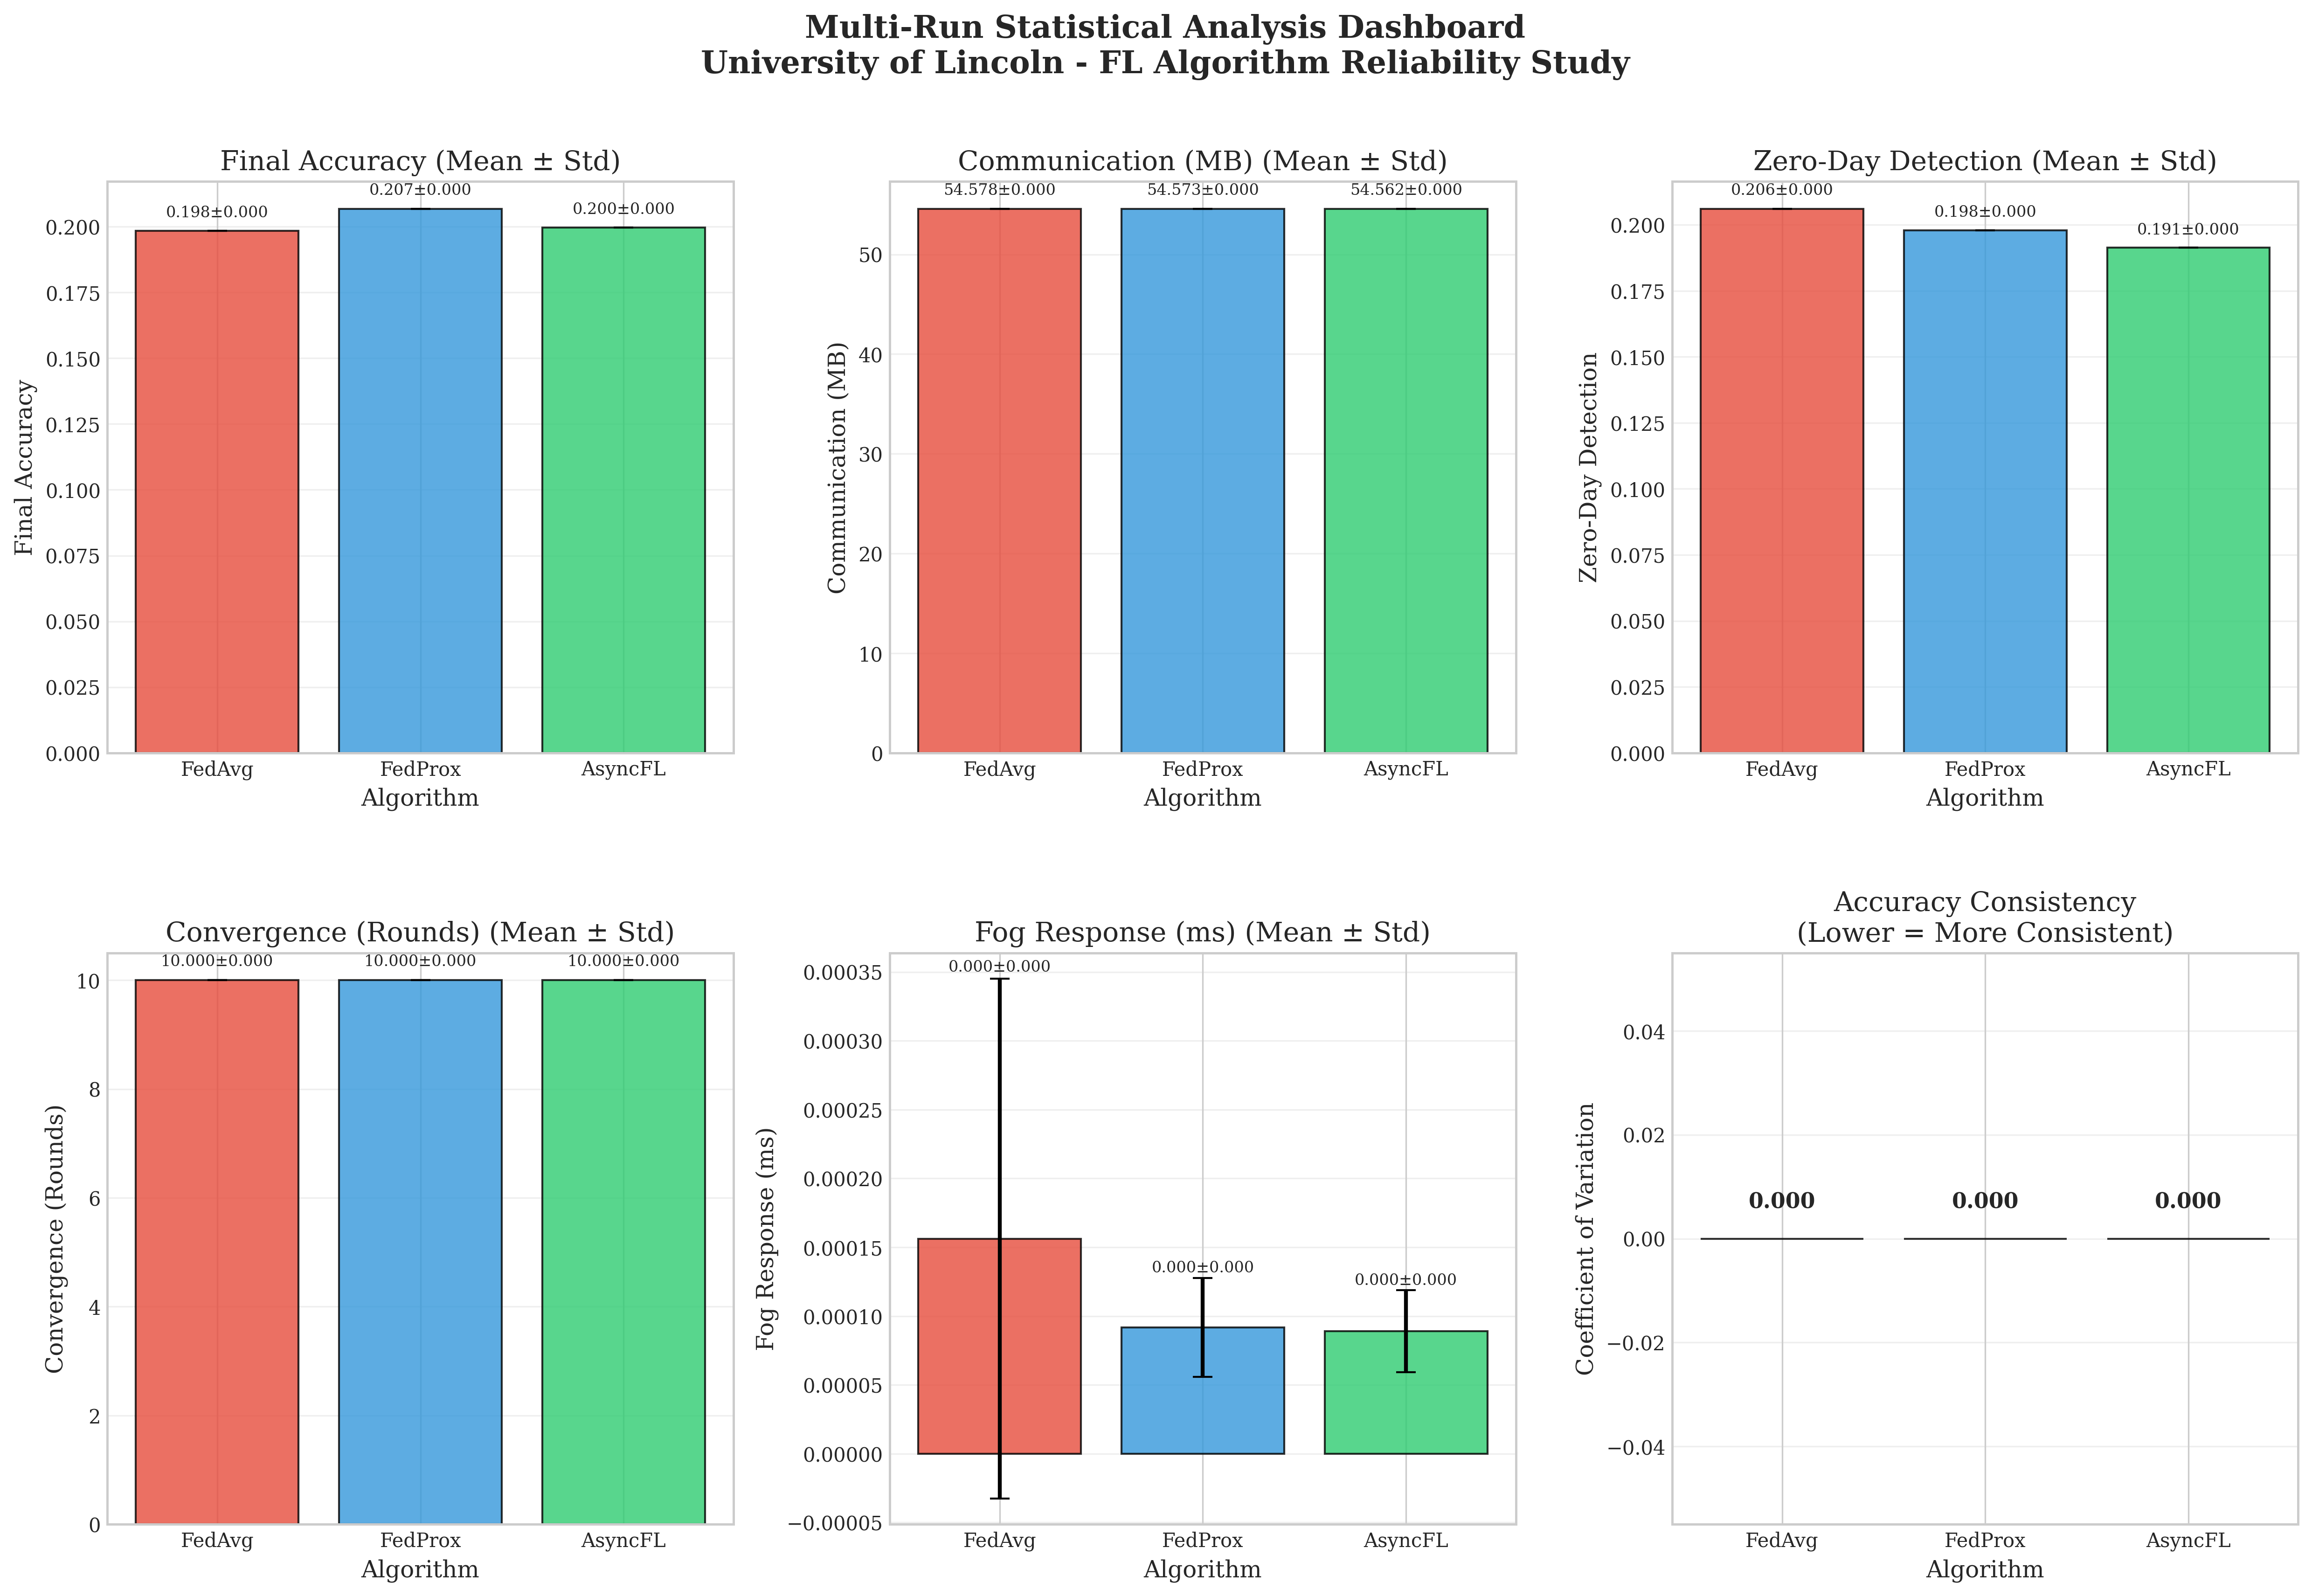 Multi-Run Statistical Analysis Dashboard
University of Lincoln - FL Algorithm Reliability Study
Final Accuracy (Mean ± Std)
0.198±0.000
0.207±0.000
0.200±0.000
0.200
0.175
0.150
0.125
0.100
0.075
0.050
0.025
0.000
Final Accuracy
FedAvg
FedProx
AsyncFL
Algorithm
Communication (MB) (Mean ± Std)
54.578±0.000
54.573±0.000
54.562±0.000
50
40
30
20
10
0
Communication (MB)
FedAvg
FedProx
AsyncFL
Algorithm
Zero-Day Detection (Mean ± Std)
0.206±0.000
0.198±0.000
0.191±0.000
0.200
0.175
0.150
0.125
0.100
0.075
0.050
0.025
0.000
Zero-Day Detection
FedAvg
FedProx
AsyncFL
Algorithm
Convergence (Rounds) (Mean ± Std)
10.000±0.000
10.000±0.000
10.000±0.000
10
8
6
4
2
0
Convergence (Rounds)
FedAvg
FedProx
AsyncFL
Algorithm
Fog Response (ms) (Mean ± Std)
0.000±0.000
0.000±0.000
0.000±0.000
0.00035
0.00030
0.00025
0.00020
0.00015
0.00010
0.00005
0.00000
−0.00005
Fog Response (ms)
FedAvg
FedProx
AsyncFL
Algorithm
Accuracy Consistency
(Lower = More Consistent)
0.000
0.000
0.000
0.04
0.02
0.00
−0.02
−0.04
Coefficient of Variation
FedAvg
FedProx
AsyncFL
Algorithm